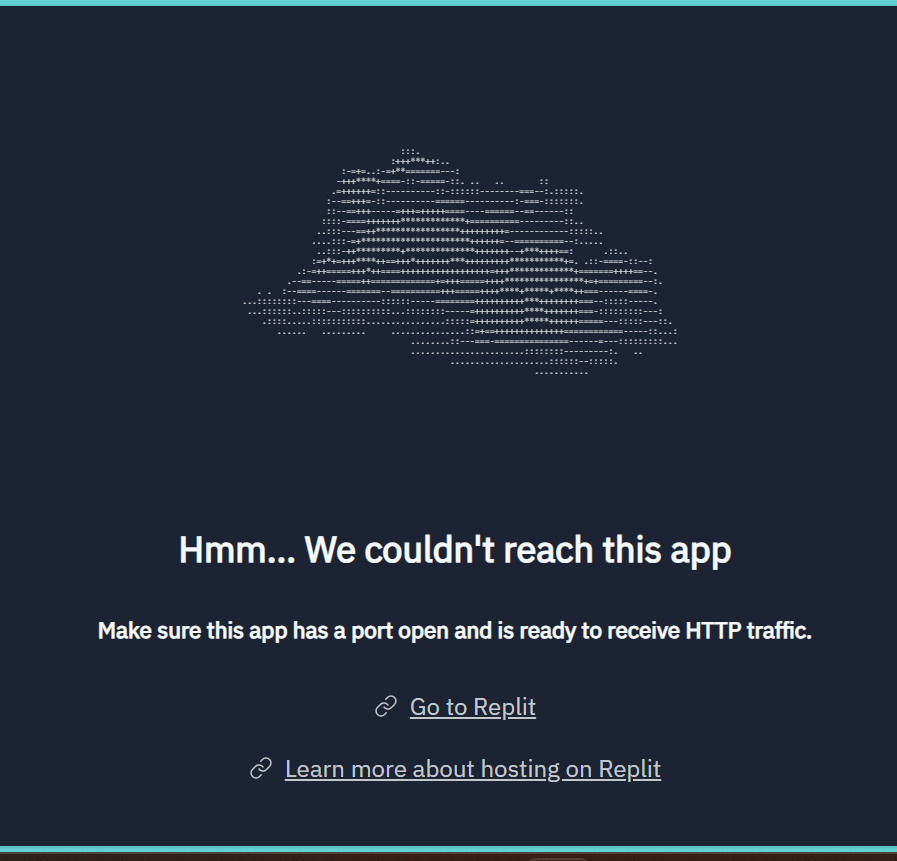 Hmm... We couldn't reach this app
Make sure this app has a port open and is ready to receive HTTP traffic.
Go to Replit
Learn more about hosting on Replit